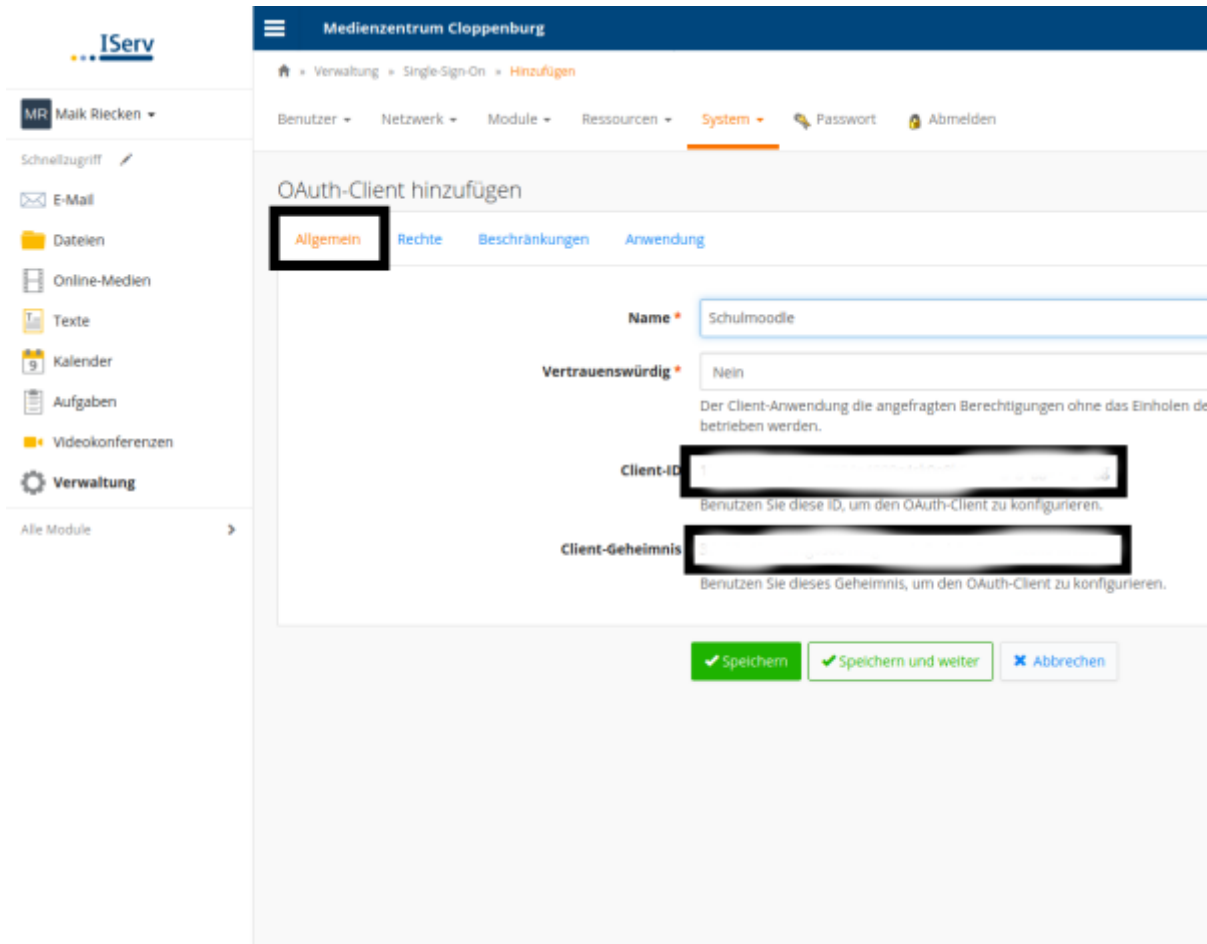 IServ
Medienzentrum Cloppenburg
» Verwaltung » Single-Sign-On » Hinzufügen
MR Maik Riecken
Benutzer Netzwerk Module Ressourcen System Passwort Abmelden
Schnellzugriff
E-Mail
Dateien
Online-Medien
Texte
9 Kalender
Aufgaben
Videokonferenzen
Verwaltung
Alle Module
OAuth-Client hinzufügen
Allgemein Rechte Beschränkungen Anwendung
Name * Schulmoodle
Vertrauenswürdig * Nein
Der Client-Anwendung die angefragten Berechtigungen ohne das Einholen de
betrieben werden.
Client-ID
Benutzen Sie diese ID, um den OAuth-Client zu konfigurieren.
Client-Geheimnis
Benutzen Sie dieses Geheimnis, um den OAuth-Client zu konfigurieren.
Speichern Speichern und weiter Abbrechen